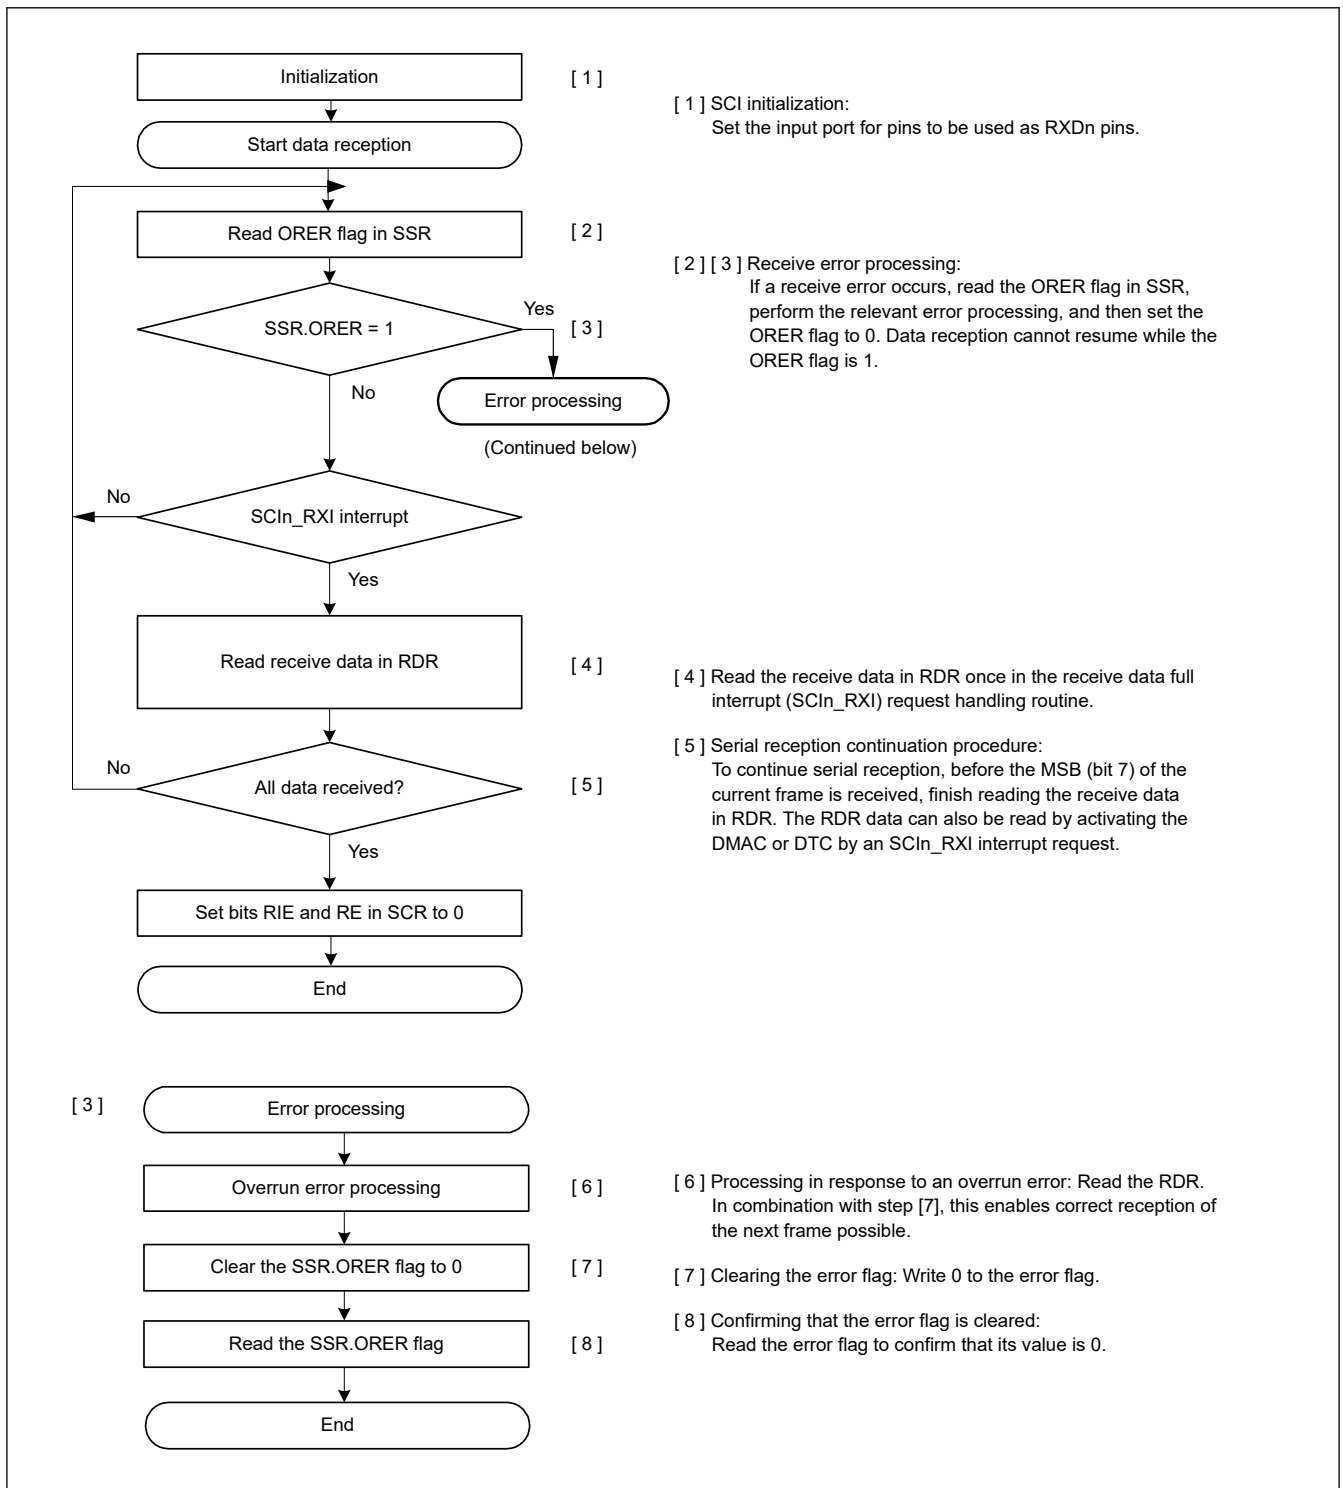 Initialization
[ 1 ]
[ 1 ] SCI initialization:
Set the input port for pins to be used as RXDn pins.
Start data reception
Read ORER flag in SSR
[ 2 ]
[ 2 ] [ 3 ] Receive error processing:
If a receive error occurs, read the ORER flag in SSR,
perform the relevant error processing, and then set the
ORER flag to 0. Data reception cannot resume while the
ORER flag is 1.
SSR.ORER = 1
Yes
[ 3 ]
No
Error processing
(Continued below)
No
SCIn_RXI interrupt
Yes
Read receive data in RDR
[ 4 ]
[ 4 ] Read the receive data in RDR once in the receive data full
interrupt (SCIn_RXI) request handling routine.
No
All data received?
[ 5 ]
[ 5 ] Serial reception continuation procedure:
To continue serial reception, before the MSB (bit 7) of the
current frame is received, finish reading the receive data
in RDR. The RDR data can also be read by activating the
DMAC or DTC by an SCIn_RXI interrupt request.
Yes
Set bits RIE and RE in SCR to 0
End
[ 3 ]
Error processing
Overrun error processing
[ 6 ]
[ 6 ] Processing in response to an overrun error: Read the RDR.
In combination with step [7], this enables correct reception of
the next frame possible.
Clear the SSR.ORER flag to 0
[ 7 ]
[ 7 ] Clearing the error flag: Write 0 to the error flag.
Read the SSR.ORER flag
[ 8 ]
[ 8 ] Confirming that the error flag is cleared:
Read the error flag to confirm that its value is 0.
End